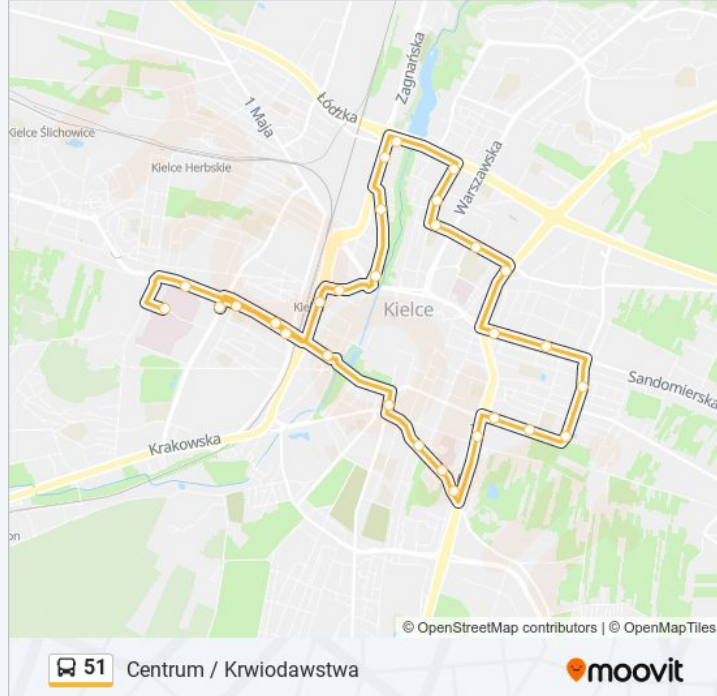 Zagnańska
Łódzka
1 Maja
Kielce Ślichowice
Kielce Herbskie
Warszawska
Kielce
Sandomierska
Krakowska
© OpenStreetMap contributors | © OpenMapTiles
51 Centrum / Krwiodawstwa
moovit